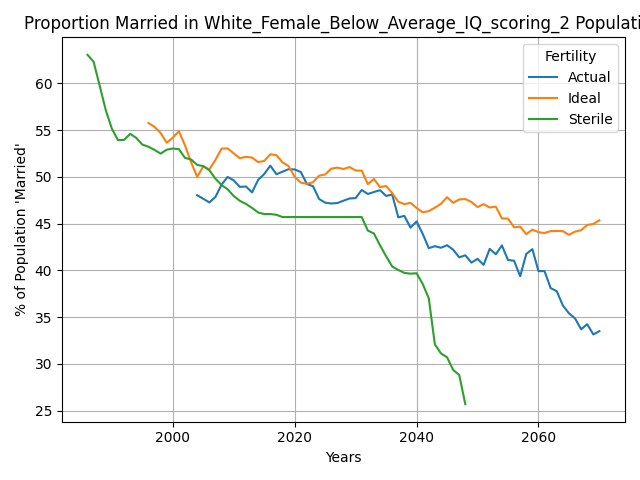 Proportion Married in White_Female_Below_Average_IQ_scoring_2 Populati
Fertility
Actual
Ideal
Sterile
% of Population 'Married'
60
55
50
45
40
35
30
25
2000
2020
2040
2060
Years